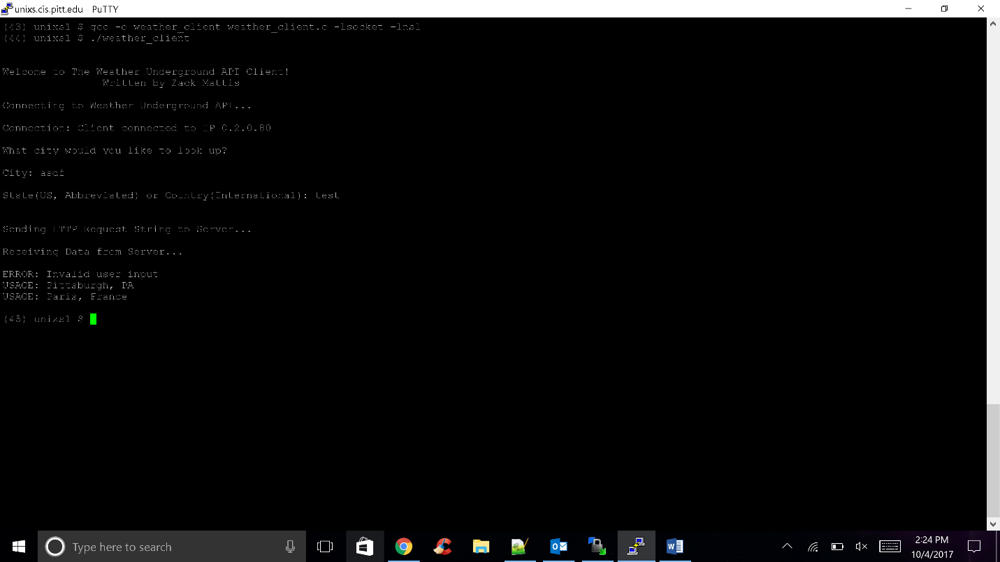 unixs.cis.pitt.edu - PuTTY
(43) unixs1 $ gcc -o weather_client weather_client.c -lsocket -lnsl
(44) unixs1 $ ./weather_client
Welcome to The Weather Underground API Client!
Written by Zack Mattis
Connecting to Weather Underground API...
Connection: Client connected to IP 0.2.0.80
What city would you like to look up?
City: asdf
State(US, Abbreviated) or Country(International): test
Sending HTTP Request String to Server...
Receiving Data from Server...
ERROR: Invalid user input
USAGE: Pittsburgh, PA
USAGE: Paris, France
(45) unixs1 $
Type here to search
2:24 PM
10/4/2017